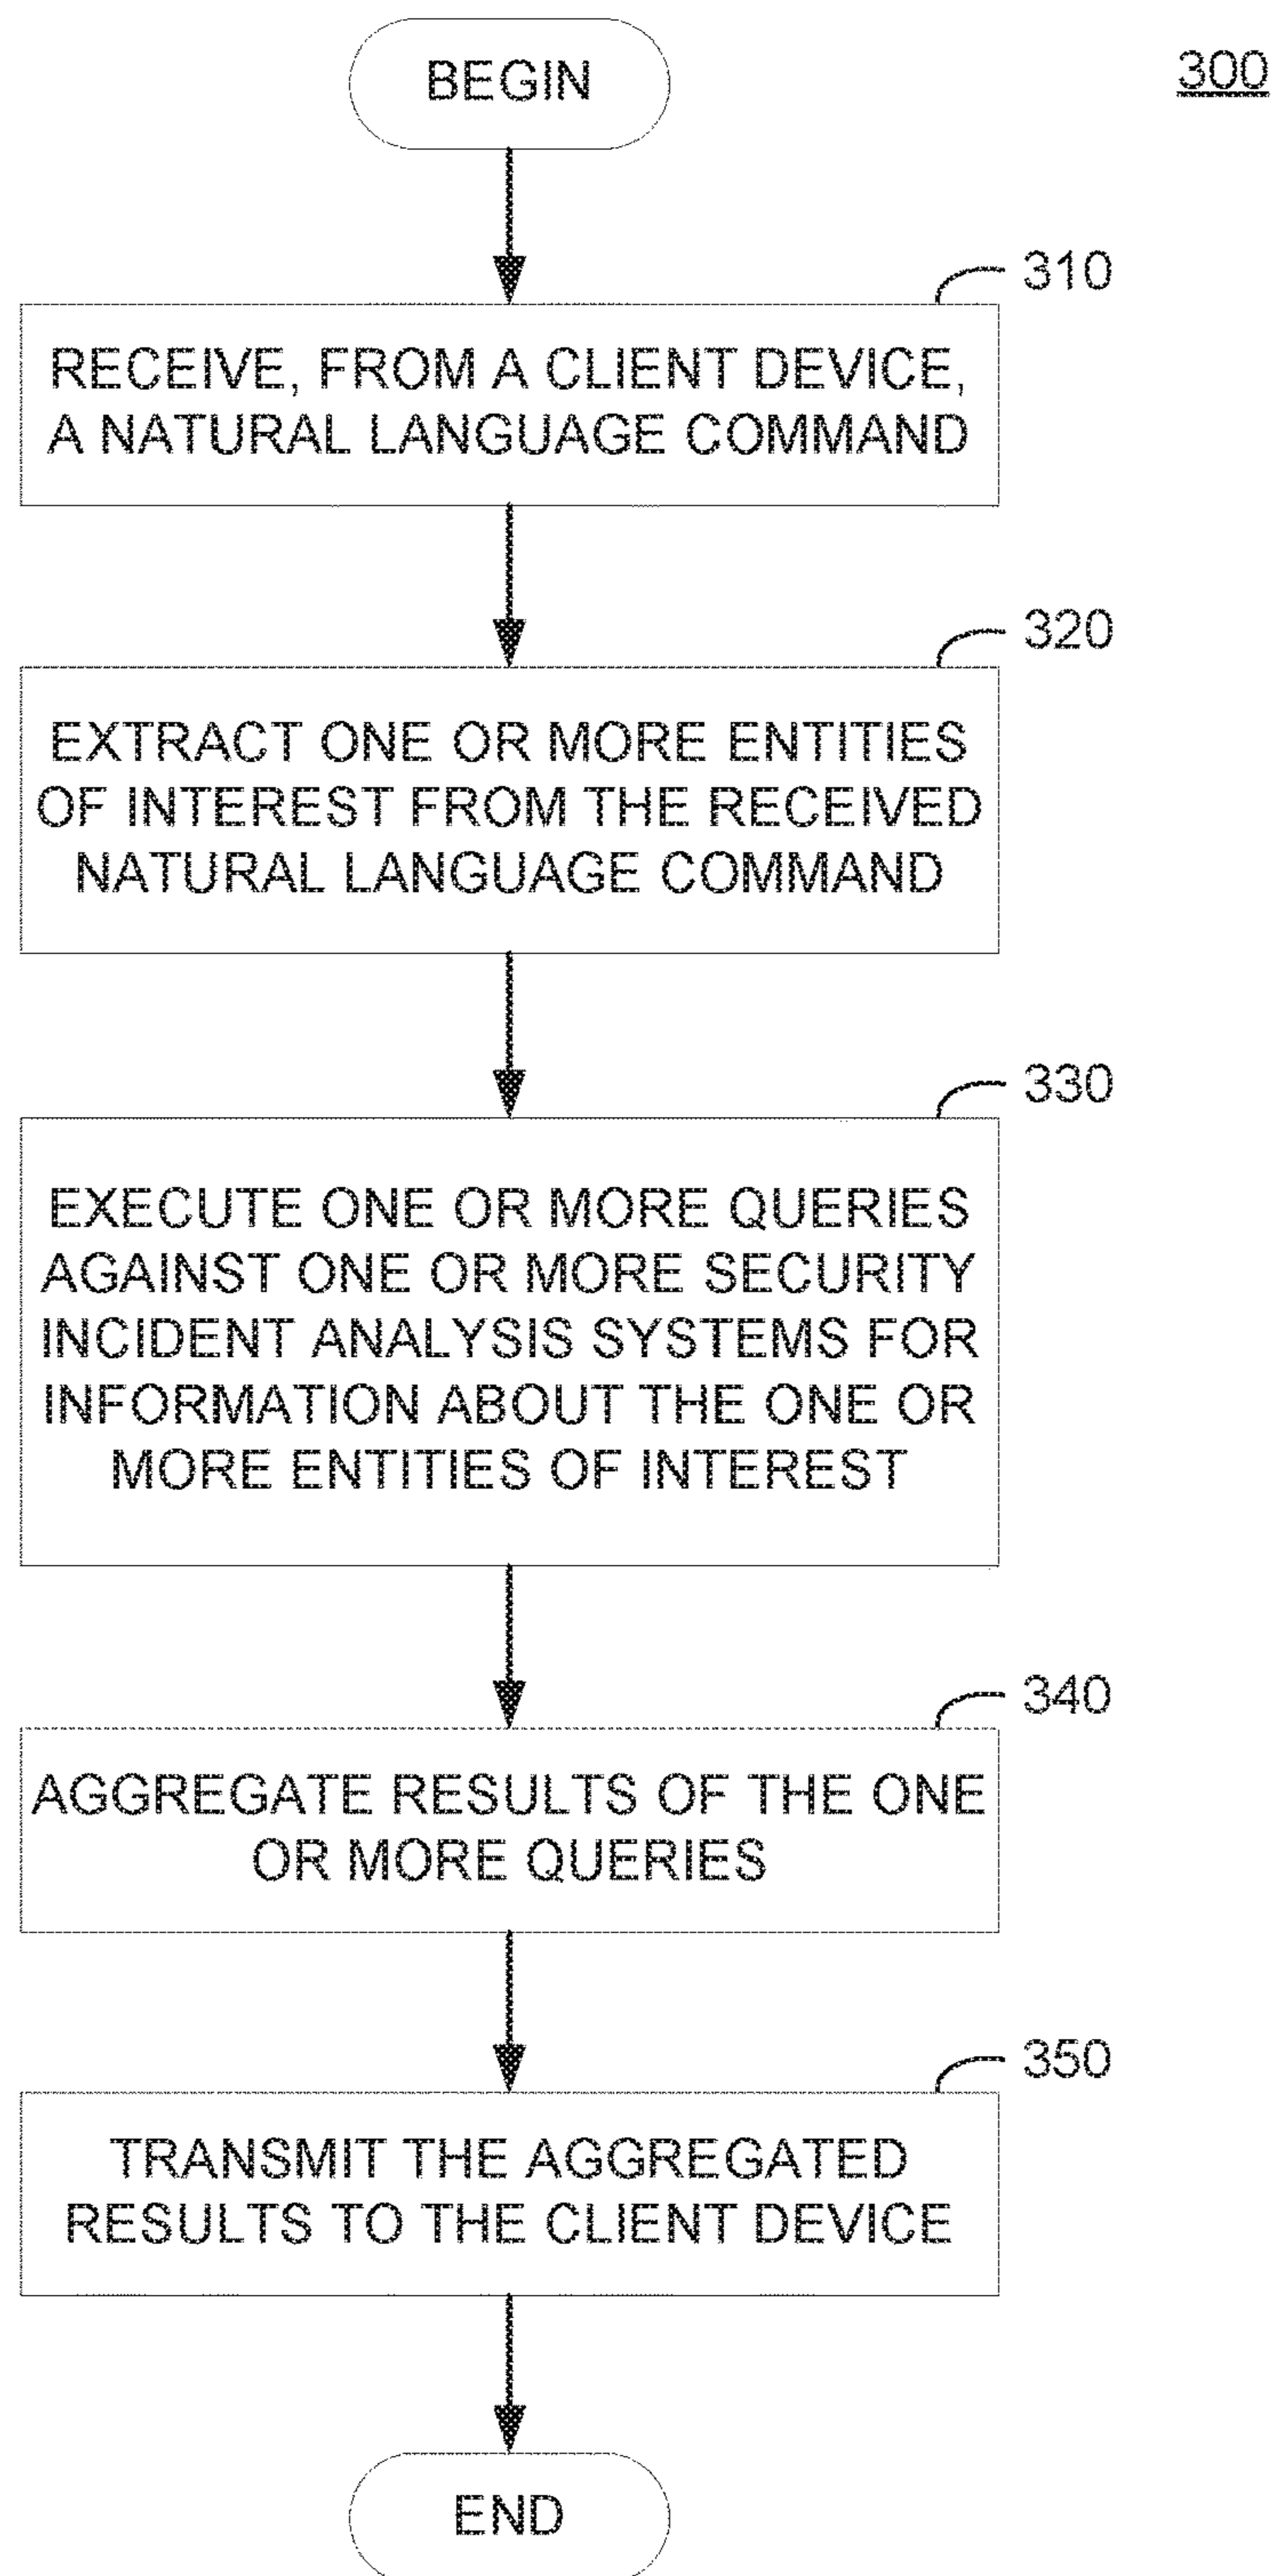 BEGIN
300
310
RECEIVE, FROM A CLIENT DEVICE,
A NATURAL LANGUAGE COMMAND
320
EXTRACT ONE OR MORE ENTITIES
OF INTEREST FROM THE RECEIVED
NATURAL LANGUAGE COMMAND
330
EXECUTE ONE OR MORE QUERIES
AGAINST ONE OR MORE SECURITY
INCIDENT ANALYSIS SYSTEMS FOR
INFORMATION ABOUT THE ONE OR
MORE ENTITIES OF INTEREST
340
AGGREGATE RESULTS OF THE ONE
OR MORE QUERIES
350
TRANSMIT THE AGGREGATED
RESULTS TO THE CLIENT DEVICE
END